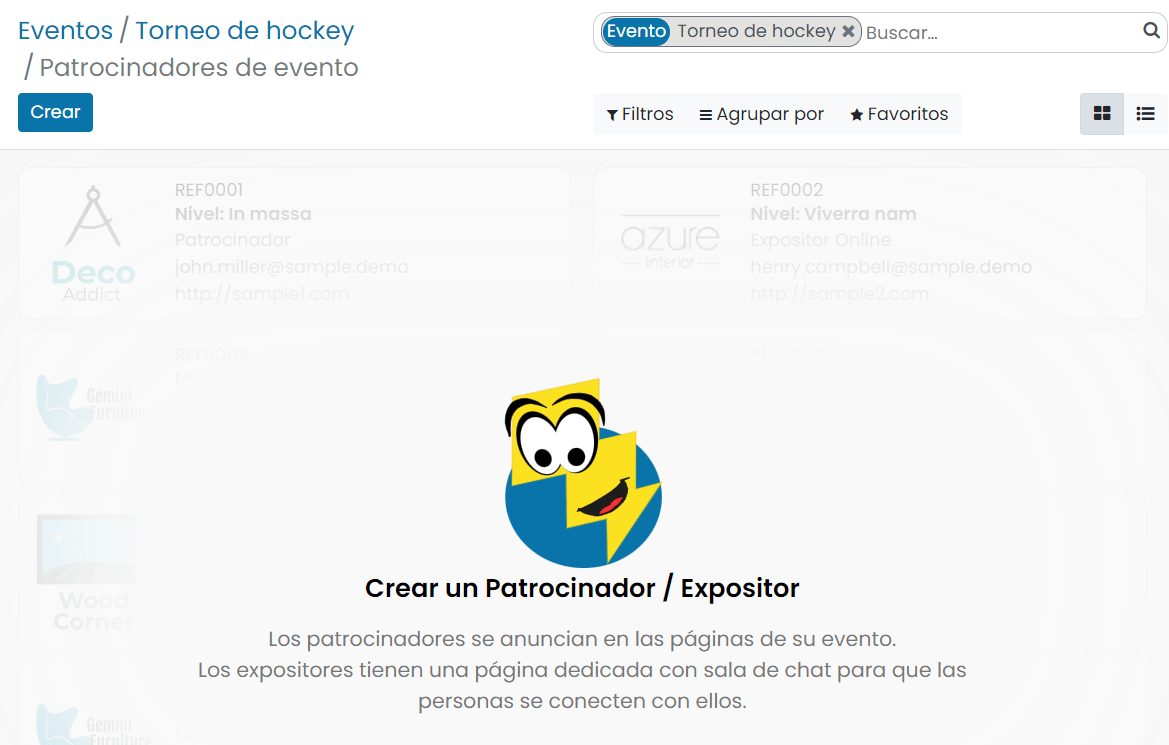 Eventos / Torneo de hockey
/ Patrocinadores de evento
Evento Torneo de hockey ✖ Buscar...
Crear
Filtros Agrupar por Favoritos
REF0001
Nivel: In massa
Patrocinador
john.miller@sample.demo
http://sample1.com
Deco
Addict
REF0002
Nivel: Viverra nam
Expositor Online
henry.campbell@sample.demo
http://sample2.com
azure
interior
REF0003
Gemini
Furniture
Wood
Corner
Gemini
Furniture
Crear un Patrocinador / Expositor
Los patrocinadores se anuncian en las páginas de su evento.
Los expositores tienen una página dedicada con sala de chat para que las
personas se conecten con ellos.